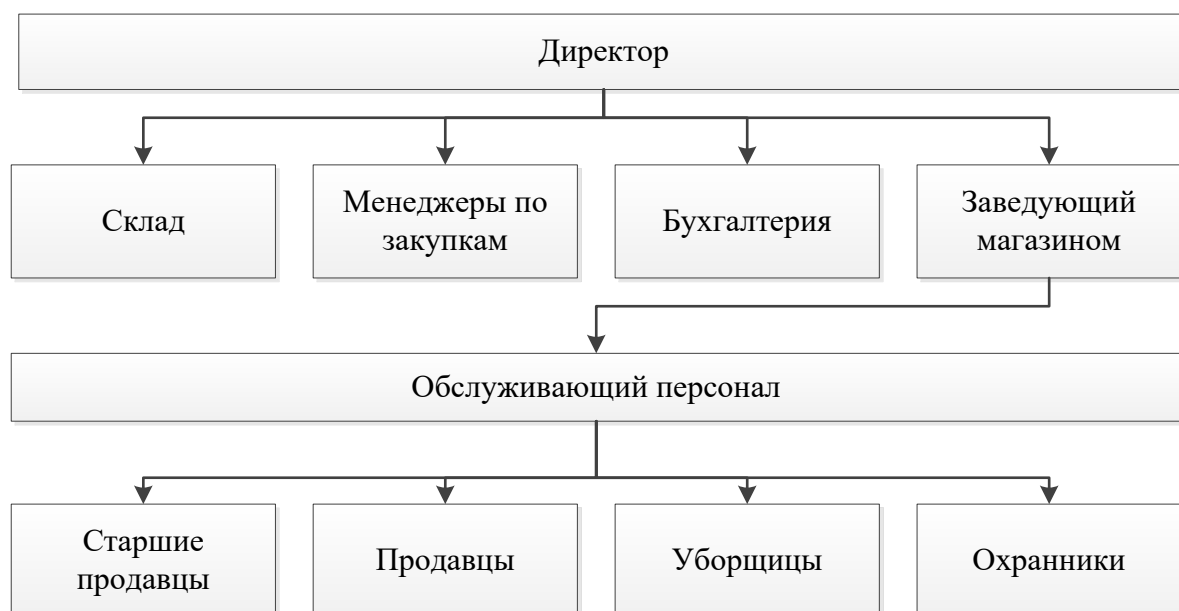 Директор
Склад
Менеджеры по
закупкам
Бухгалтерия
Заведующий
магазином
Обслуживающий персонал
Старшие
продавцы
Продавцы
Уборщицы
Охранники